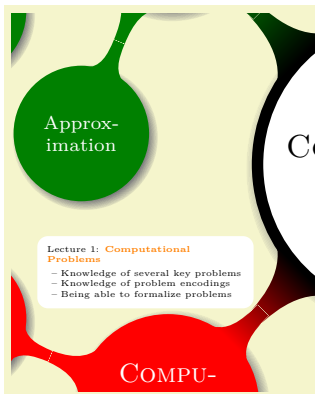 Approx-
imation
Co
Lecture 1: Computational
Problems
– Knowledge of several key problems
– Knowledge of problem encodings
– Being able to formalize problems
COMPU-